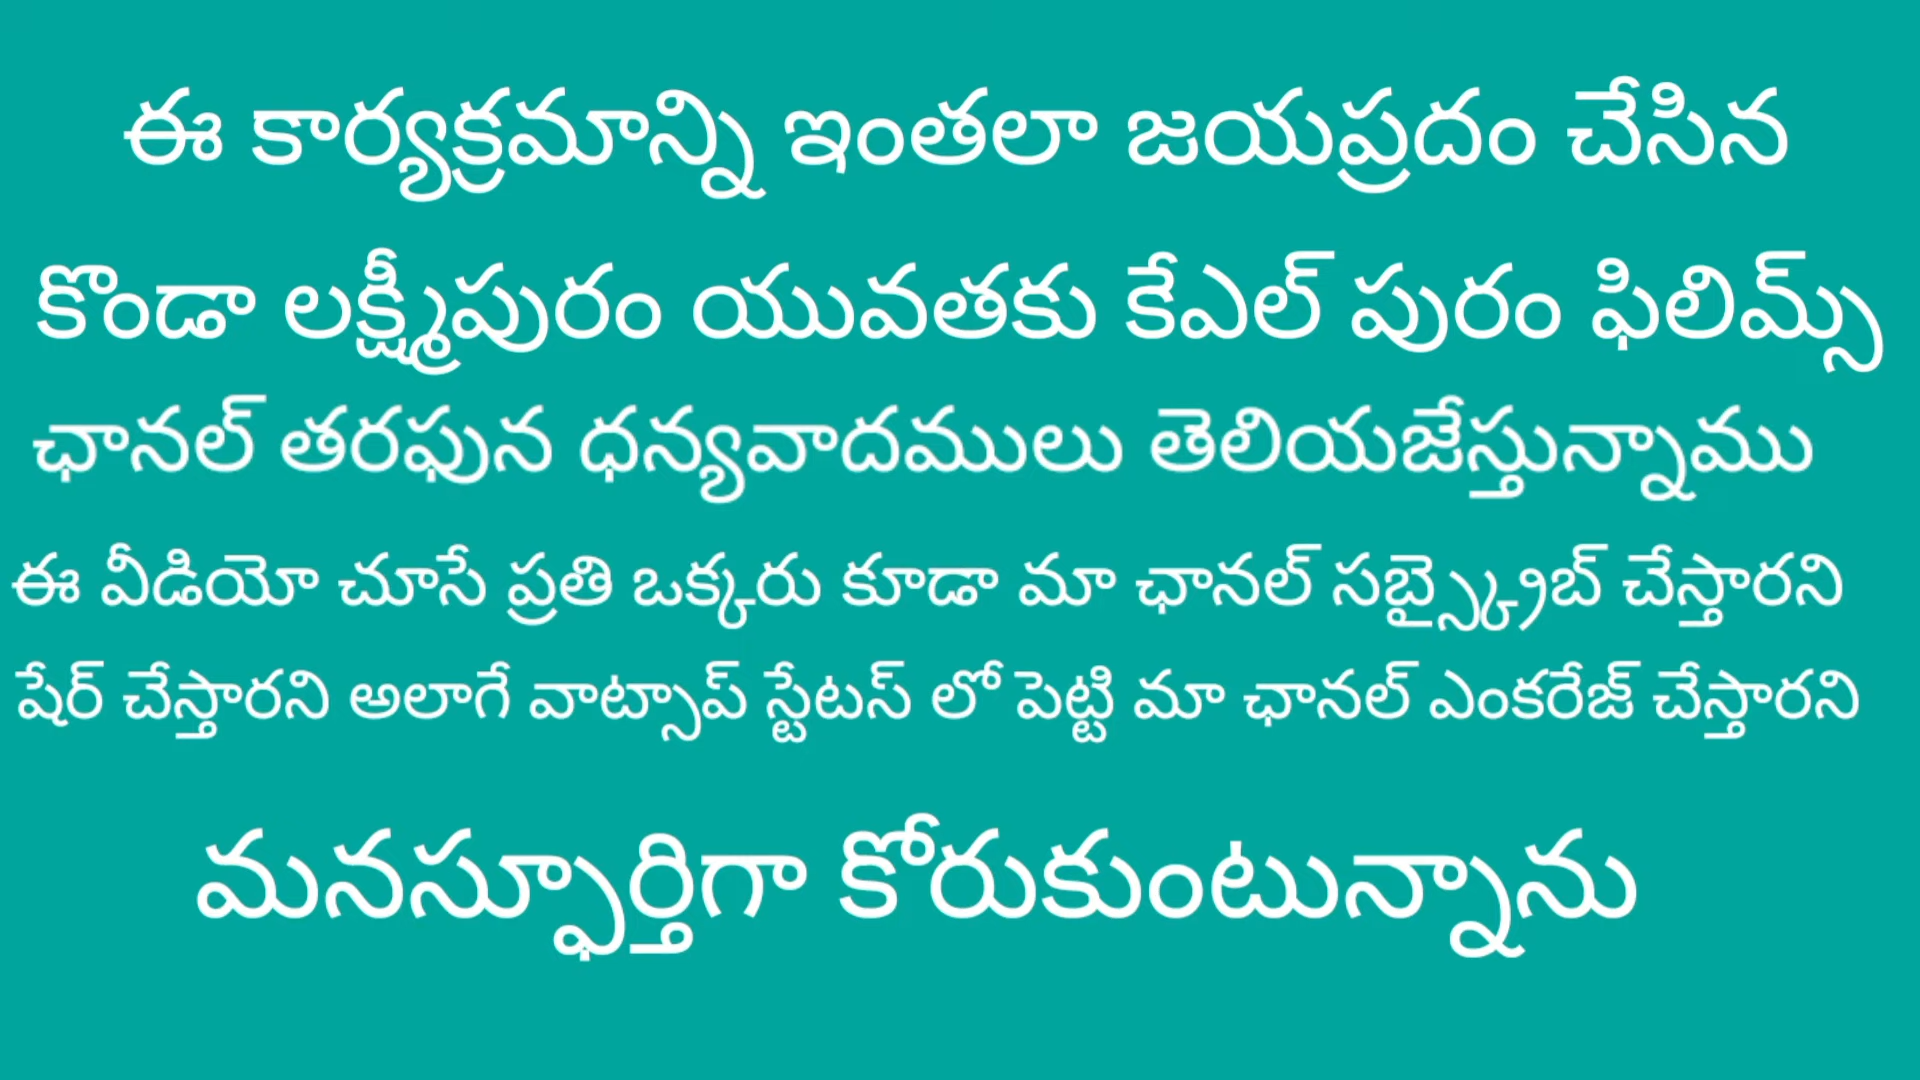 ఈ కార్యక్రమాన్ని ఇంతలా జయప్రదం చేసిన
కొండా లక్ష్మీపురం యువతకు కేఎల్ పురం ఫిలిమ్స్
ఛానల్ తరఫున ధన్యవాదములు తెలియజేస్తున్నాము
ఈ వీడియో చూసే ప్రతి ఒక్కరు కూడా మా ఛానల్ సబ్స్క్రైబ్ చేస్తారని
షేర్ చేస్తారని అలాగే వాట్సాప్ స్టేటస్ లో పెట్టి మా ఛానల్ ఎంకరేజ్ చేస్తారని
మనస్ఫూర్తిగా కోరుకుంటున్నాను